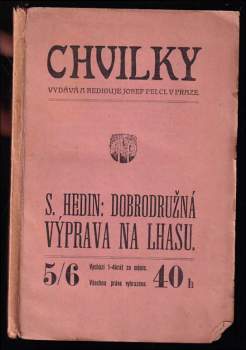 CHVILKY
VYDÁVÁ A REDIGUJE JOSEF PELCL V PRAZE.
S. HEDIN: DOBRODRUŽNÁ
VÝPRAVA NA LHASU.
5/6 Vychází 1-4krát za měsíc. 40 h
Všechna práva vyhrazena.